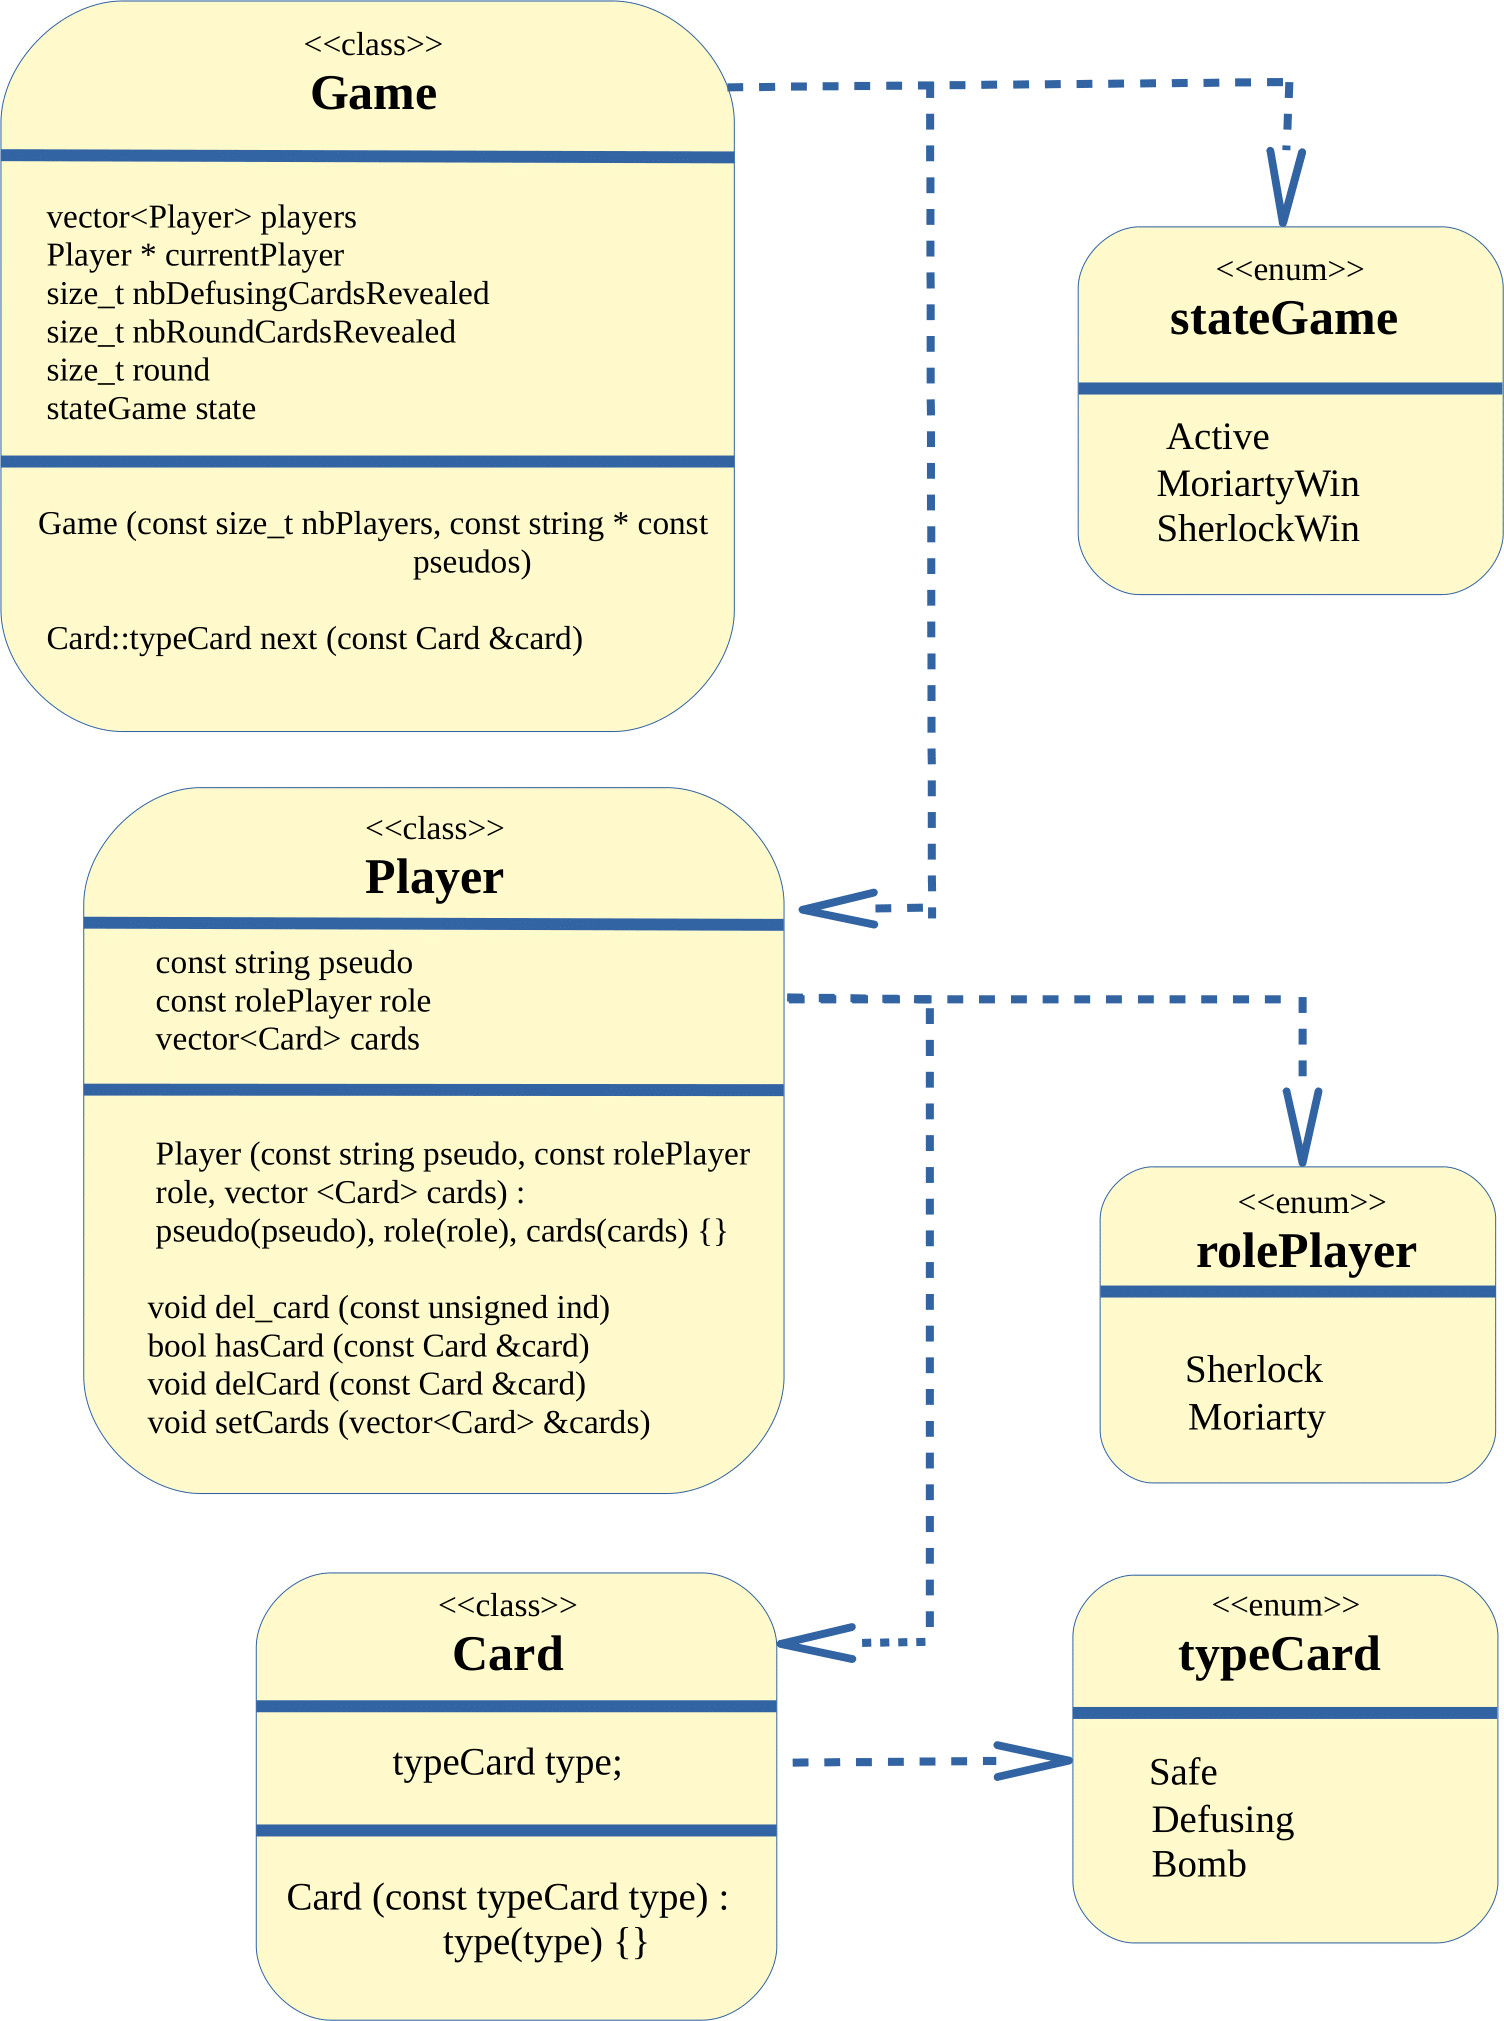 <<class>>
Game
vector<Player> players
Player * currentPlayer
size_t nbDefusingCardsRevealed
size_t nbRoundCardsRevealed
size_t round
stateGame state
Game (const size_t nbPlayers, const string * const
pseudos)
Card::typeCard next (const Card &card)
<<enum>>
stateGame
Active
MoriartyWin
SherlockWin
<<class>>
Player
const string pseudo
const rolePlayer role
vector<Card> cards
Player (const string pseudo, const rolePlayer
role, vector <Card> cards) :
pseudo(pseudo), role(role), cards(cards) {}
void del_card (const unsigned ind)
bool hasCard (const Card &card)
void delCard (const Card &card)
void setCards (vector<Card> &cards)
<<enum>>
rolePlayer
Sherlock
Moriarty
<<class>>
Card
typeCard type;
Card (const typeCard type) :
type(type) {}
<<enum>>
typeCard
Safe
Defusing
Bomb